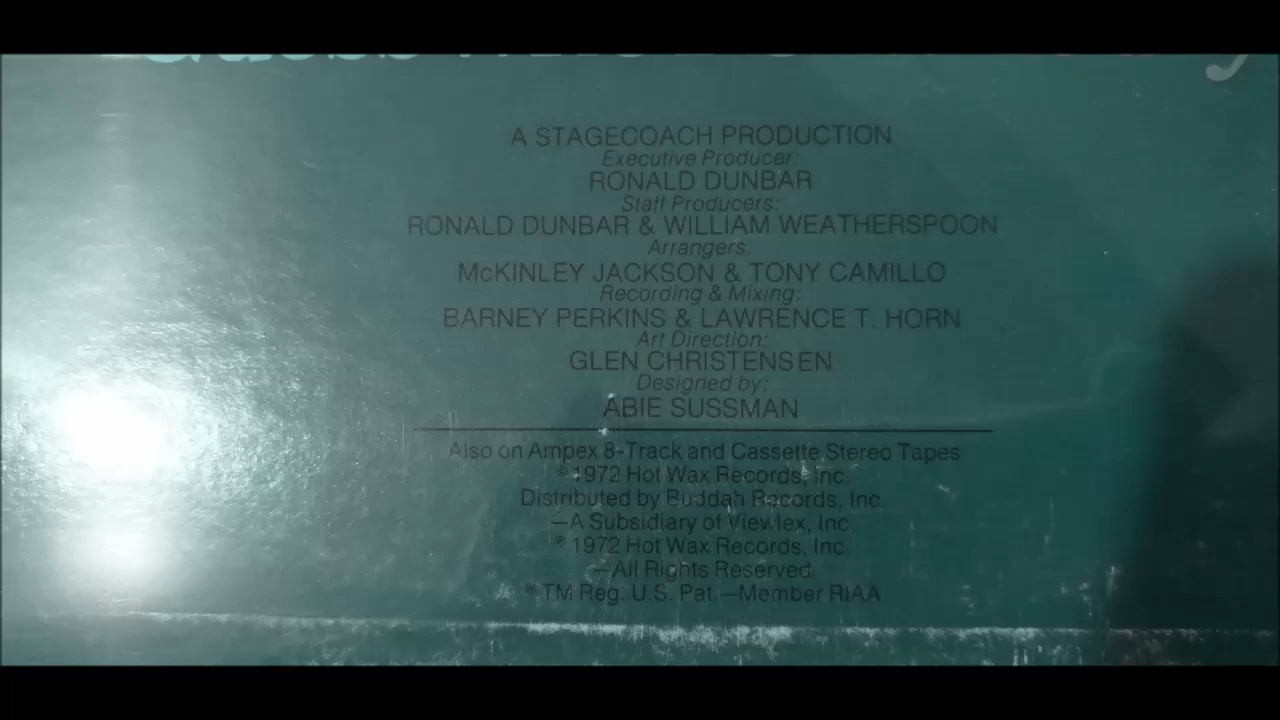 A STAGECOACH PRODUCTION
Executive Producer:
RONALD DUNBAR
Staff Producers:
RONALD DUNBAR & WILLIAM WEATHERSPOON
Arrangers:
McKINLEY JACKSON & TONY CAMILLO
Recording & Mixing:
BARNEY PERKINS & LAWRENCE T. HORN
Art Direction:
GLEN CHRISTENSEN
Designed by:
ABIE SUSSMAN
Also on Ampex 8-Track and Cassette Stereo Tapes
1972 Hot Wax Records, Inc.
Distributed by Buddah Records, Inc.
—A Subsidiary of Viewlex, Inc.
1972 Hot Wax Records, Inc.
—All Rights Reserved
TM Reg. U.S. Pat.—Member RIAA